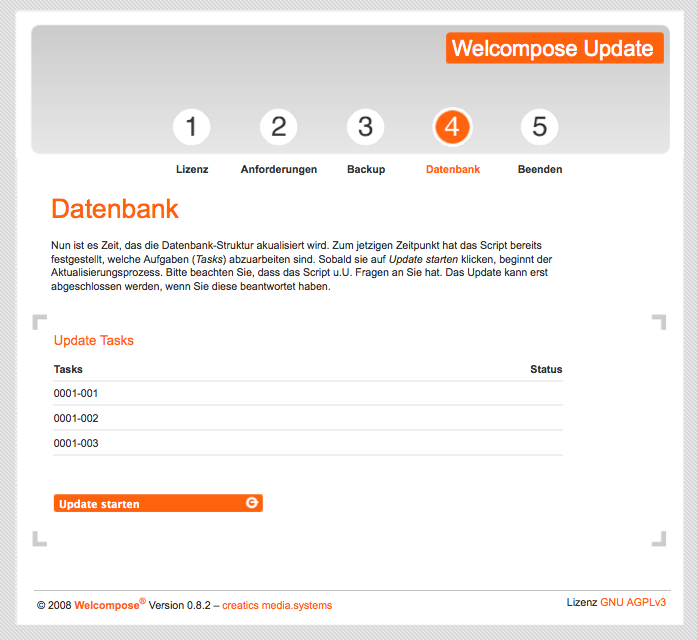 Welcompose Update
1 2 3 4 5
Lizenz Anforderungen Backup Datenbank Beenden
Datenbank
Nun ist es Zeit, das die Datenbank-Struktur akualisiert wird. Zum jetzigen Zeitpunkt hat das Script bereits
festgestellt, welche Aufgaben (Tasks) abzuarbeiten sind. Sobald sie auf Update starten klicken, beginnt der
Aktualisierungsprozess. Bitte beachten Sie, dass das Script u.U. Fragen an Sie hat. Das Update kann erst
abgeschlossen werden, wenn Sie diese beantwortet haben.
Update Tasks
Tasks Status
0001-001
0001-002
0001-003
Update starten
© 2008 Welcompose® Version 0.8.2 – creatics media.systems
Lizenz GNU AGPLv3